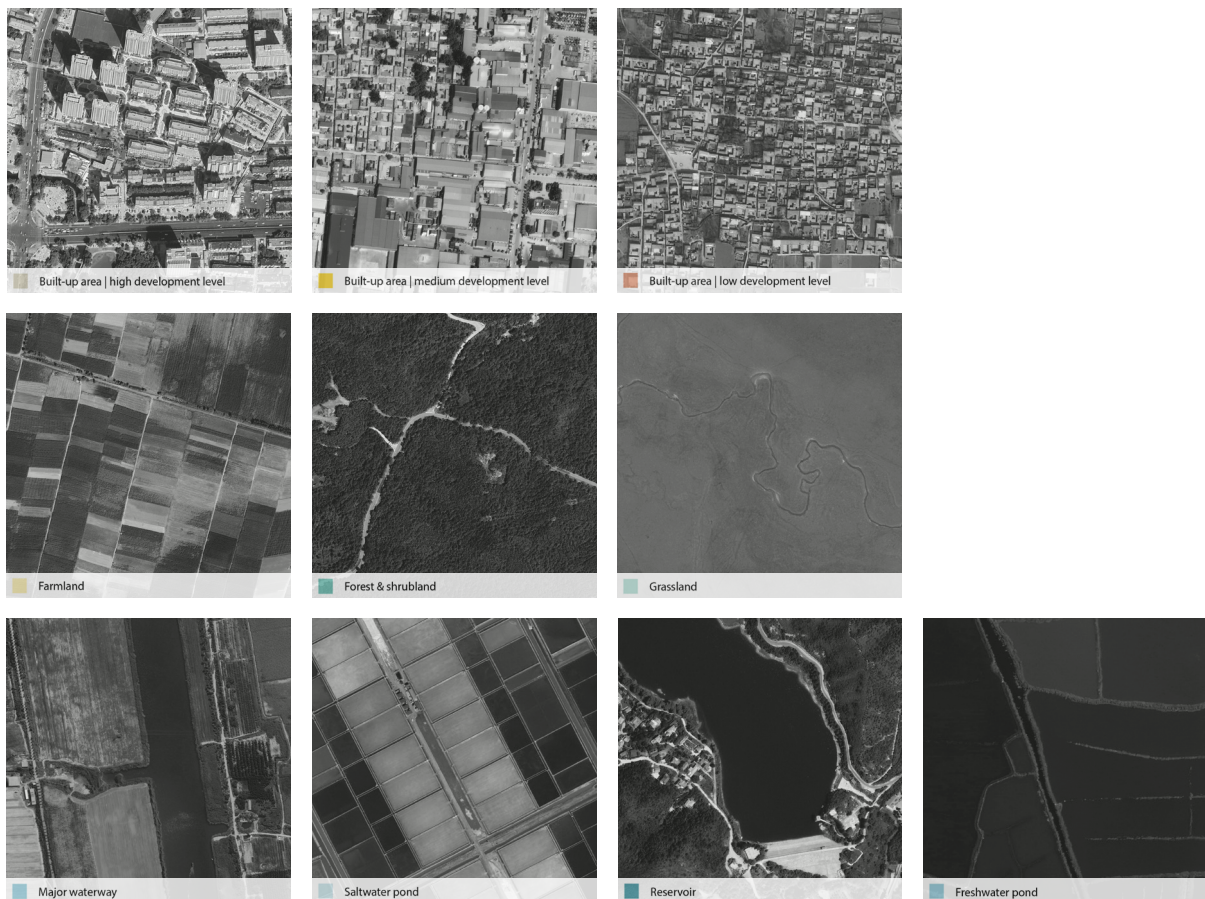 Built-up area | high development level
Built-up area | medium development level
Built-up area | low development level
Farmland
Forest & shrubland
Grassland
Major waterway
Saltwater pond
Reservoir
Freshwater pond